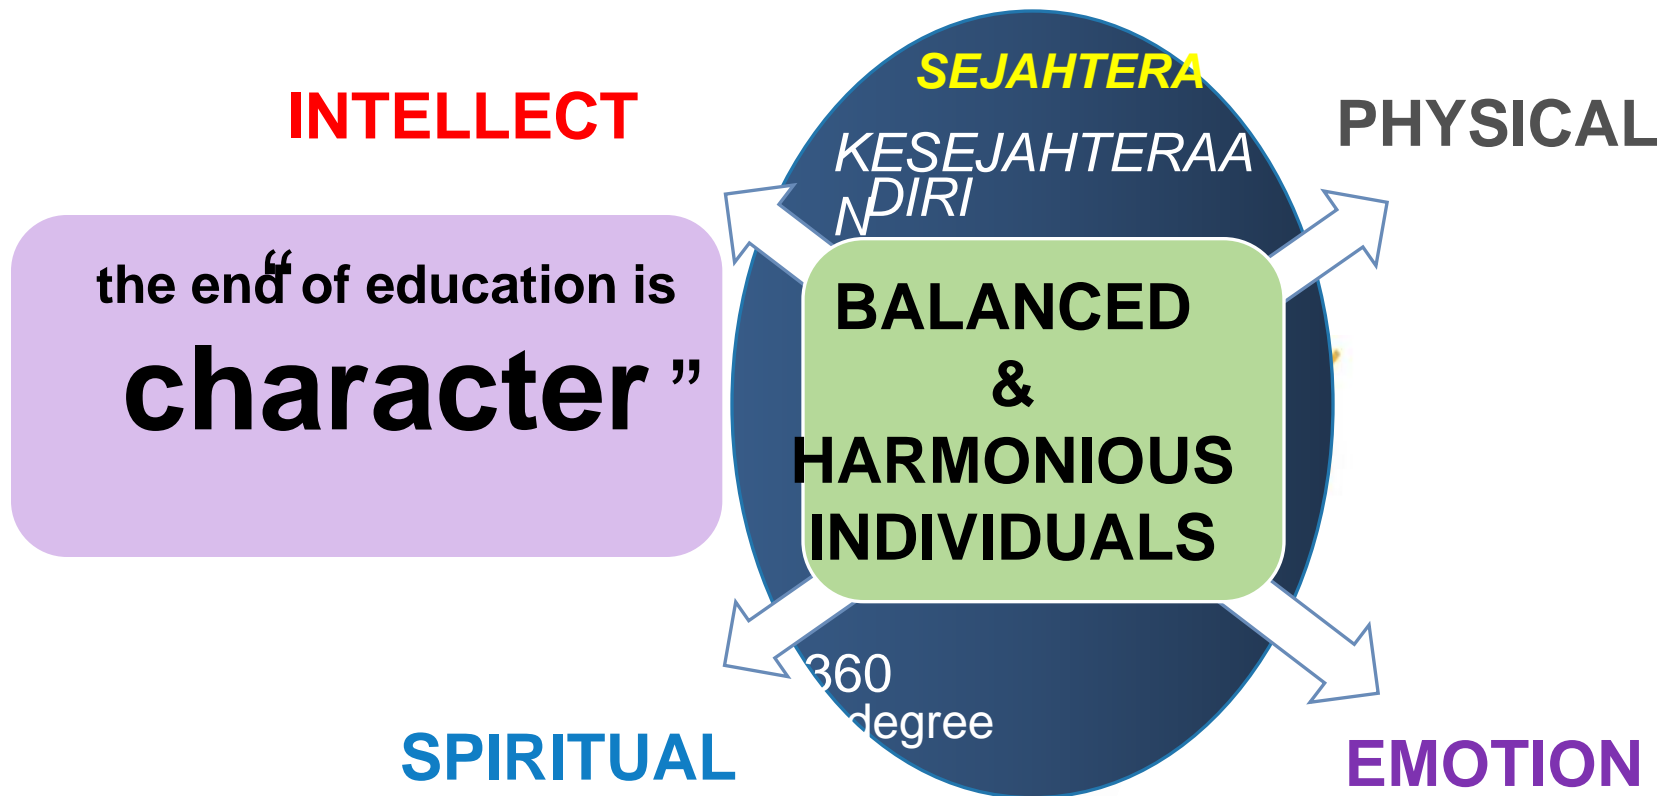 SEJAHTERA
INTELLECT
PHYSICAL
KESEJAHTERAA
N DIRI
“
the end of education is
character ”
BALANCED
&
HARMONIOUS
INDIVIDUALS
360
degree
SPIRITUAL
EMOTION